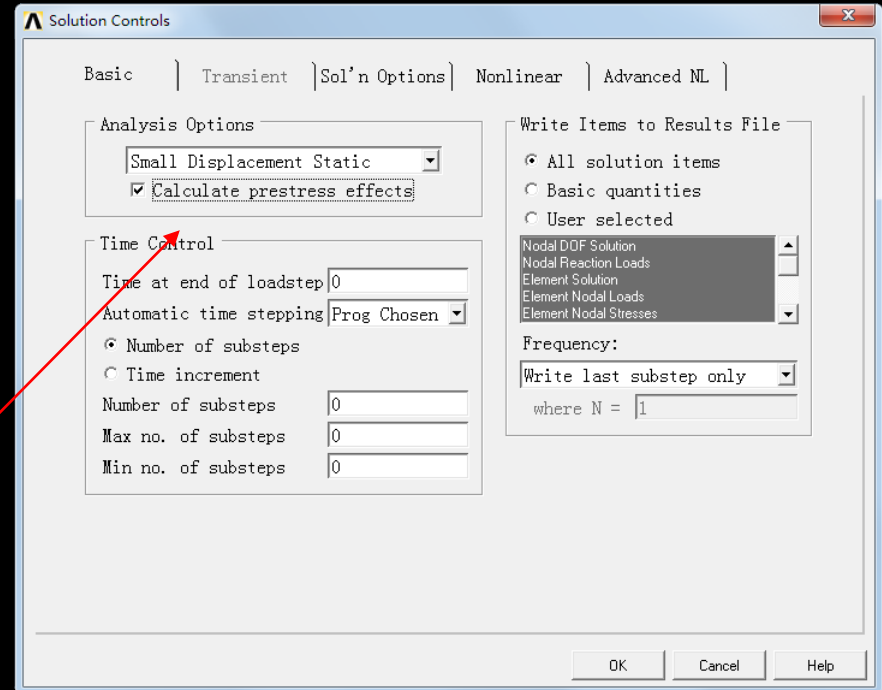 Solution Controls
Basic
Transient
Sol'n Options
Nonlinear
Advanced NL
Analysis Options
Small Displacement Static
Calculate prestress effects
Time Control
Time at end of loadstep 0
Automatic time stepping Prog Chosen
Number of substeps
Time increment
Number of substeps 0
Max no. of substeps 0
Min no. of substeps 0
Write Items to Results File
All solution items
Basic quantities
User selected
Nodal DOF Solution
Nodal Reaction Loads
Element Solution
Element Nodal Loads
Element Nodal Stresses
Frequency:
Write last substep only
where N = 1
OK
Cancel
Help